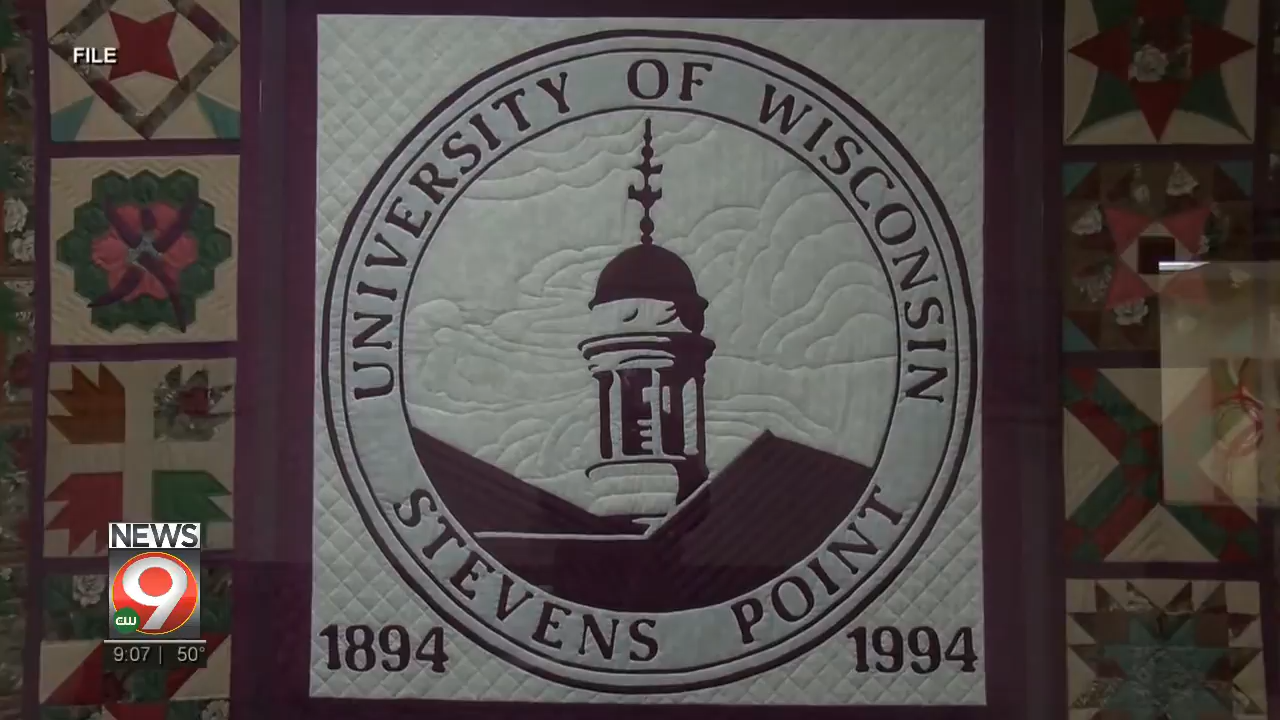 FILE
UNIVERSITY OF WISCONSIN
STEVENS POINT
1894
1994
NEWS
9
CW
9:07 | 50°